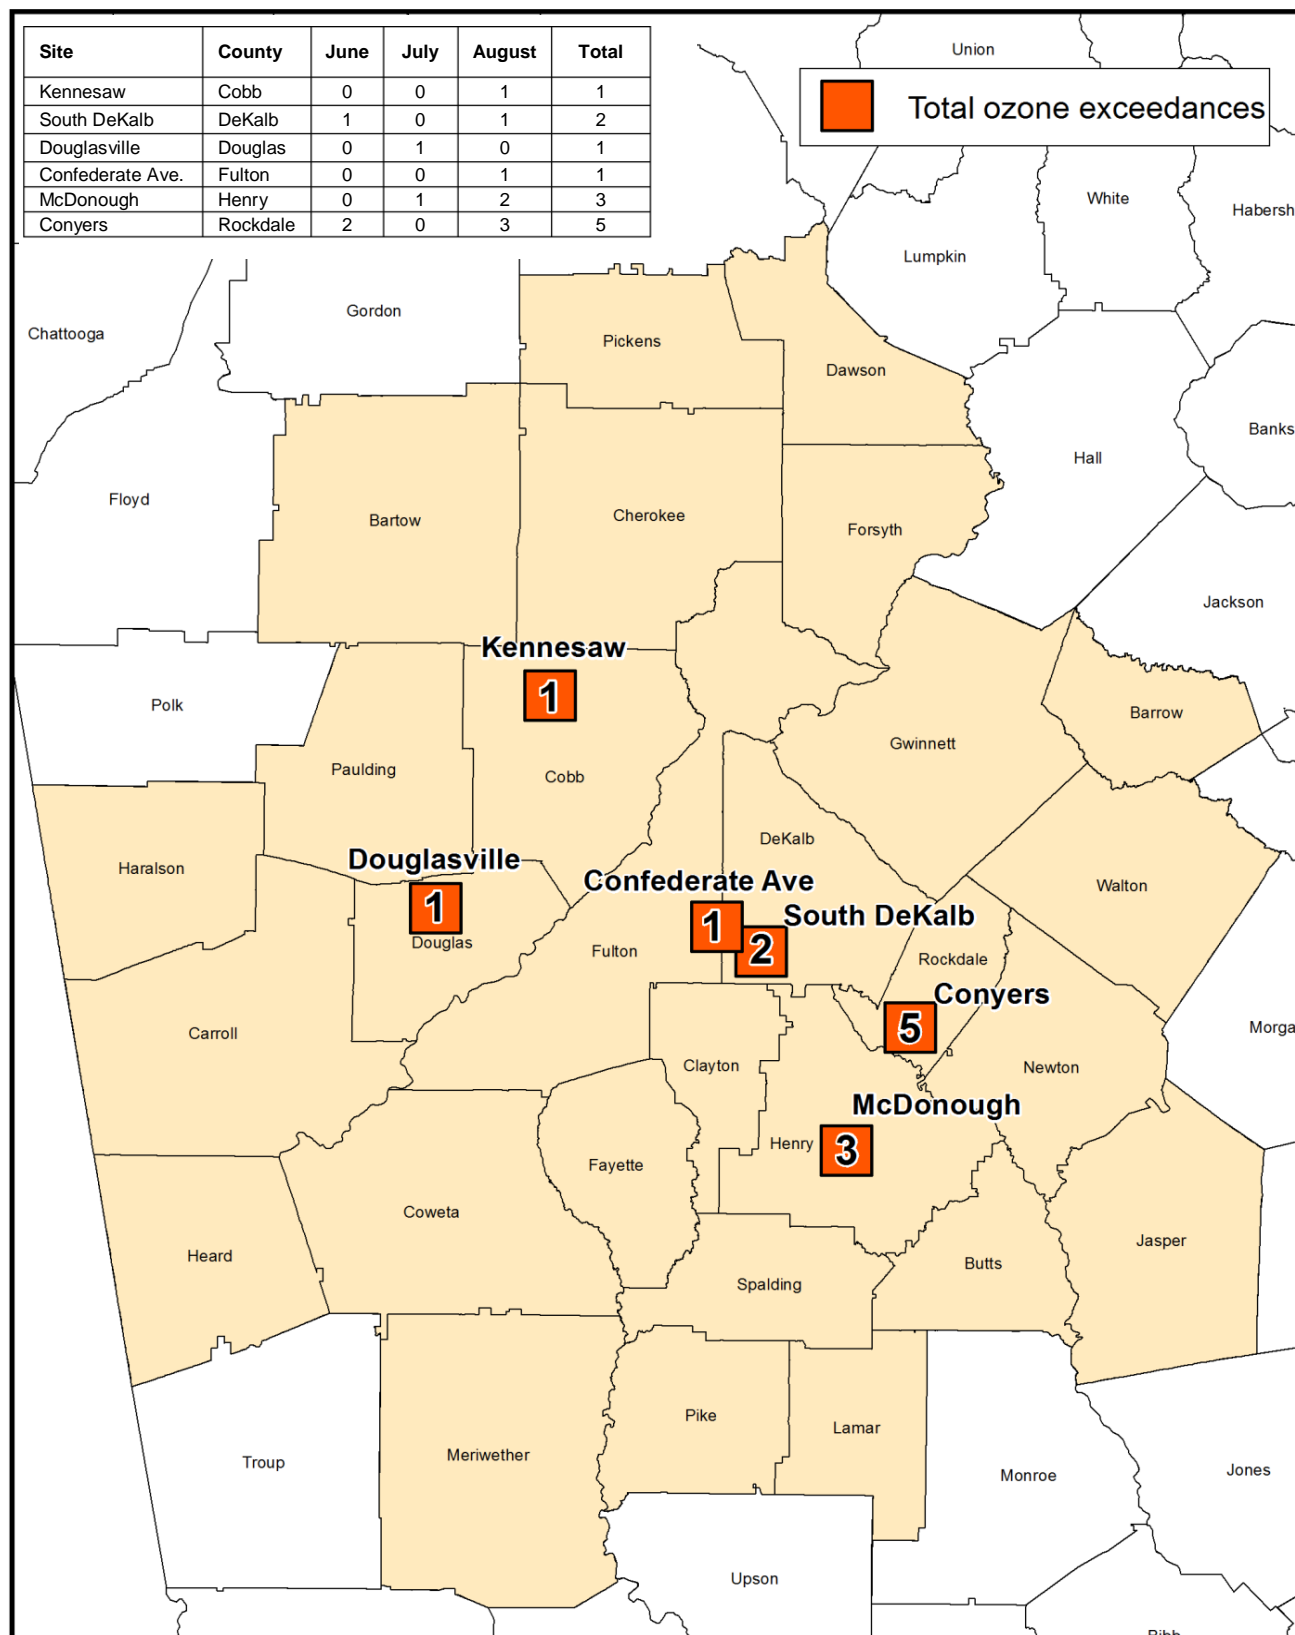 Site County June July August Total
Kennesaw Cobb 0 0 1 1
South DeKalb DeKalb 1 0 1 2
Douglasville Douglas 0 1 0 1
Confederate Ave. Fulton 0 0 1 1
McDonough Henry 0 1 2 3
Conyers Rockdale 2 0 3 5
Union
Total ozone exceedances
White
Habersh
Lumpkin
Gordon
Chattooga
Pickens
Dawson
Banks
Hall
Floyd
Bartow
Cherokee
Forsyth
Jackson
Kennesaw
1
Polk
Barrow
Gwinnett
Paulding
Cobb
DeKalb
Douglasville
Haralson
Confederate Ave
Walton
1
1
South DeKalb
2
Douglas
Fulton
Rockdale
Conyers
5
Carroll
Morga
Clayton
Newton
McDonough
Henry
3
Fayette
Coweta
Jasper
Heard
Butts
Spalding
Pike
Lamar
Meriwether
Troup
Monroe
Jones
Upson